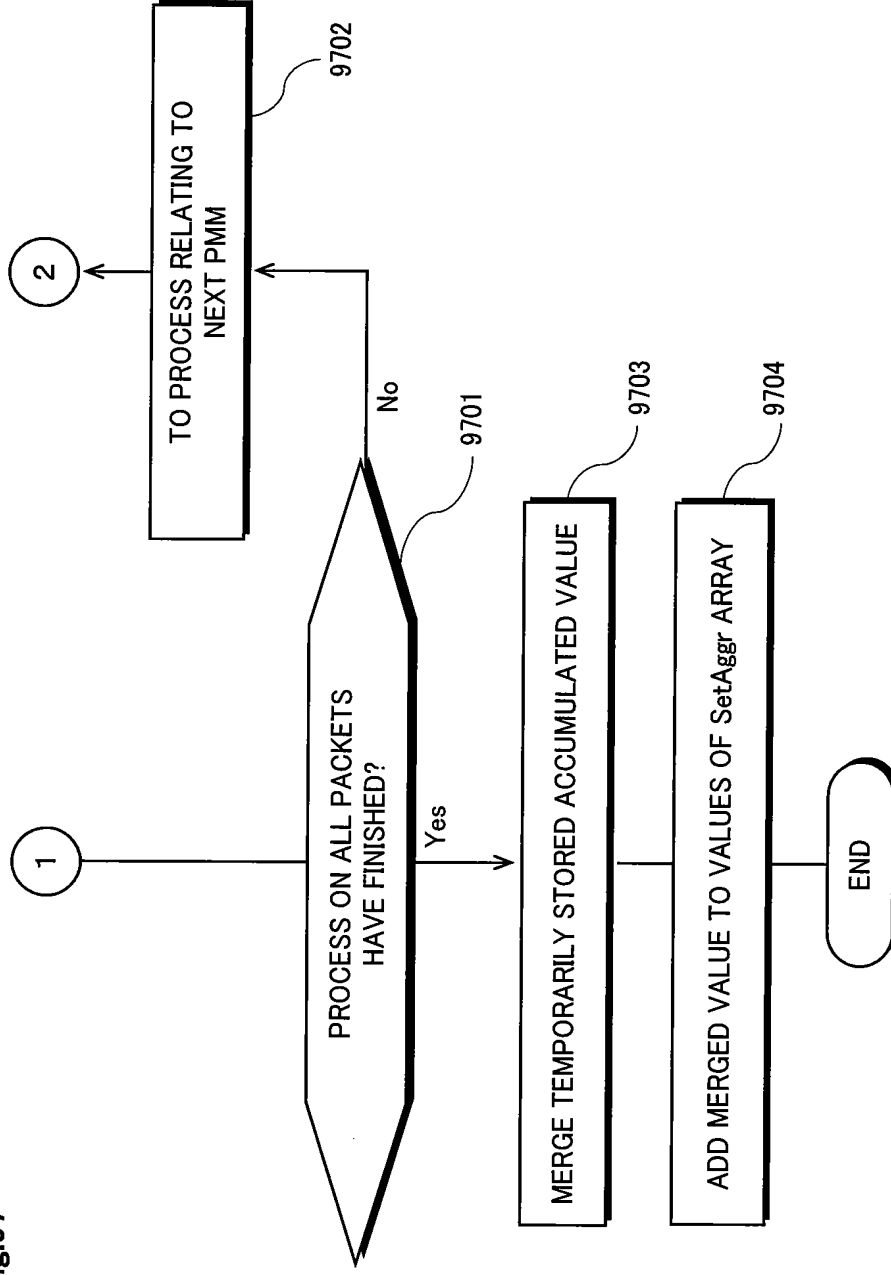 1
2
TO PROCESS RELATING TO
NEXT PMM
9702
PROCESS ON ALL PACKETS
HAVE FINISHED?
9701
No
Yes
MERGE TEMPORARILY STORED ACCUMULATED VALUE
9703
ADD MERGED VALUE TO VALUES OF SetAggr ARRAY
9704
END